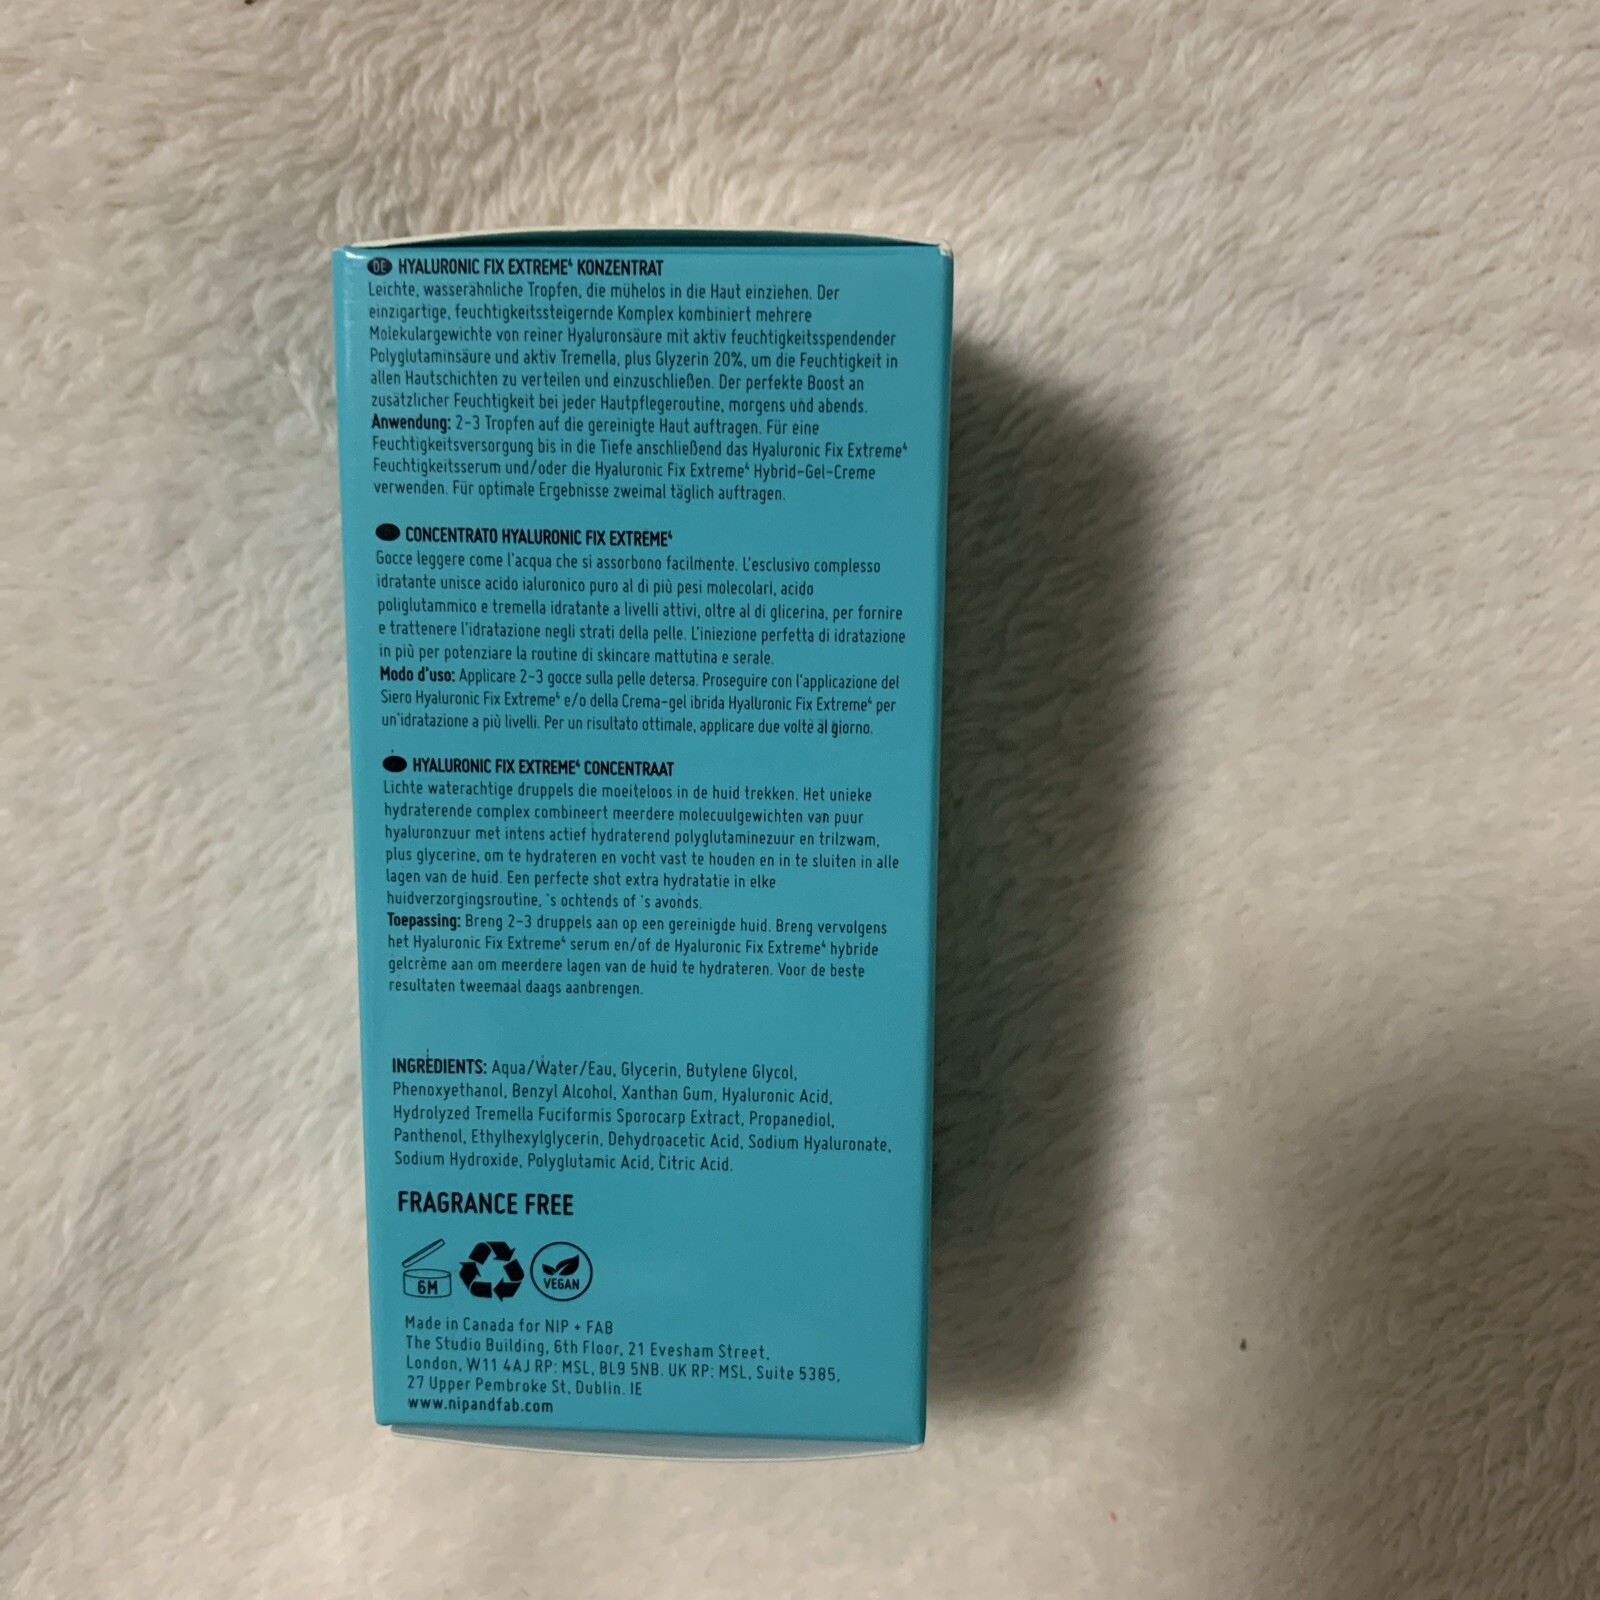 DE HYALURONIC FIX EXTREME⁴ KONZENTRAT
Leichte, wasserähnliche Tropfen, die mühelos in die Haut einziehen. Der
einzigartige, feuchtigkeitssteigernde Komplex kombiniert mehrere
Molekulargewichte von reiner Hyaluronsäure mit aktiv feuchtigkeitsspendender
Polyglutaminsäure und aktiv Tremella, plus Glyzerin 20%, um die Feuchtigkeit in
allen Hautschichten zu verteilen und einzuschließen. Der perfekte Boost an
zusätzlicher Feuchtigkeit bei jeder Hautpflegeroutine, morgens und abends.
Anwendung: 2-3 Tropfen auf die gereinigte Haut auftragen. Für eine
Feuchtigkeitsversorgung bis in die Tiefe anschließend das Hyaluronic Fix Extreme⁴
Feuchtigkeitsserum und/oder die Hyaluronic Fix Extreme⁴ Hybrid-Gel-Creme
verwenden. Für optimale Ergebnisse zweimal täglich auftragen.
CONCENTRATO HYALURONIC FIX EXTREME⁴
Gocce leggere come l'acqua che si assorbono facilmente. L'esclusivo complesso
idratante unisce acido ialuronico puro al di più pesi molecolari, acido
poliglutammico e tremella idratante a livelli attivi, oltre al di glicerina, per fornire
e trattenere l'idratazione negli strati della pelle. L'iniezione perfetta di idratazione
in più per potenziare la routine di skincare mattutina e serale.
Modo d'uso: Applicare 2-3 gocce sulla pelle detersa. Proseguire con l'applicazione del
Siero Hyaluronic Fix Extreme⁴ e/o della Crema-gel ibrida Hyaluronic Fix Extreme⁴ per
un'idratazione a più livelli. Per un risultato ottimale, applicare due volte al giorno.
HYALURONIC FIX EXTREME⁴ CONCENTRAAT
Lichte waterachtige druppels die moeiteloos in de huid trekken. Het unieke
hydraterende complex combineert meerdere molecuulgewichten van puur
hyaluronzuur met intens actief hydraterend polyglutaminezuur en trilzwam,
plus glycerine, om te hydrateren en vocht vast te houden en in te sluiten in alle
lagen van de huid. Een perfecte shot extra hydratatie in elke
huidverzorgingsroutine, 's ochtends of 's avonds.
Toepassing: Breng 2-3 druppels aan op een gereinigde huid. Breng vervolgens
het Hyaluronic Fix Extreme⁴ serum en/of de Hyaluronic Fix Extreme⁴ hybride
gelcrème aan om meerdere lagen van de huid te hydrateren. Voor de beste
resultaten tweemaal daags aanbrengen.
INGREDIENTS: Aqua/Water/Eau, Glycerin, Butylene Glycol,
Phenoxyethanol, Benzyl Alcohol, Xanthan Gum, Hyaluronic Acid,
Hydrolyzed Tremella Fuciformis Sporocarp Extract, Propanediol,
Panthenol, Ethylhexylglycerin, Dehydroacetic Acid, Sodium Hyaluronate,
Sodium Hydroxide, Polyglutamic Acid, Citric Acid.
FRAGRANCE FREE
6M VEGAN
Made in Canada for NIP + FAB
The Studio Building, 6th Floor, 21 Evesham Street,
London, W11 4AJ RP: MSL, BL9 5NB. UK RP: MSL, Suite 5385,
27 Upper Pembroke St, Dublin. IE
www.nipandfab.com